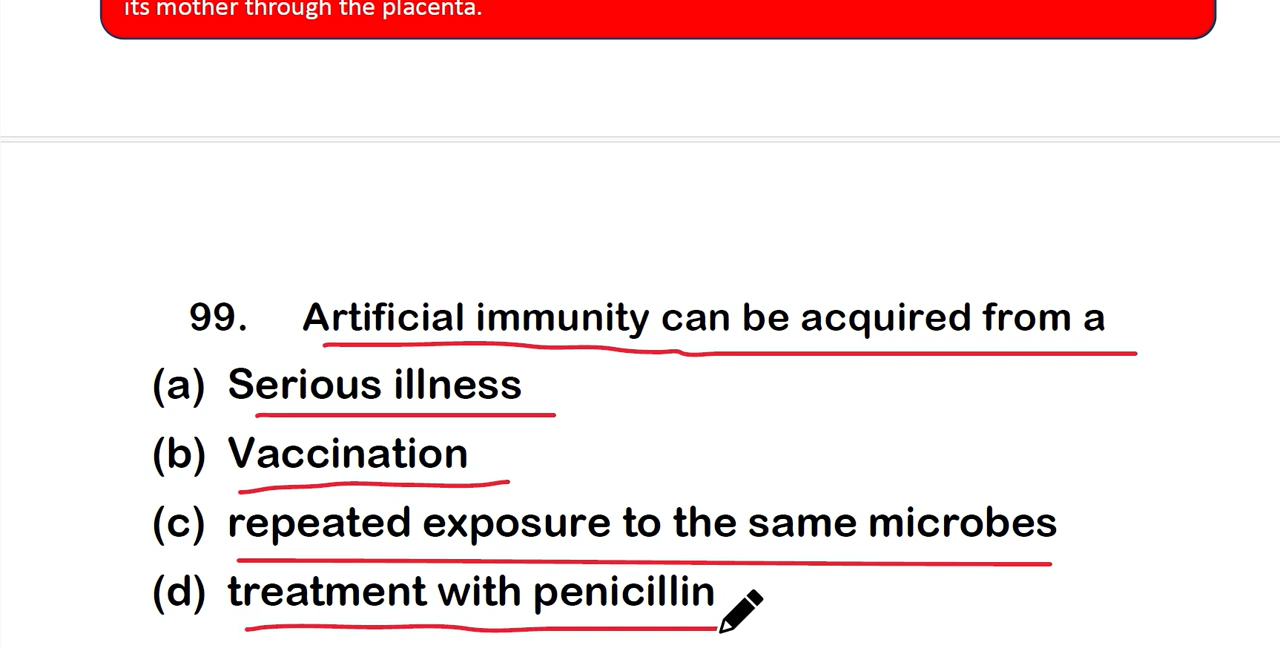 its mother through the placenta.
99. Artificial immunity can be acquired from a
(a) Serious illness
(b) Vaccination
(c) repeated exposure to the same microbes
(d) treatment with penicillin